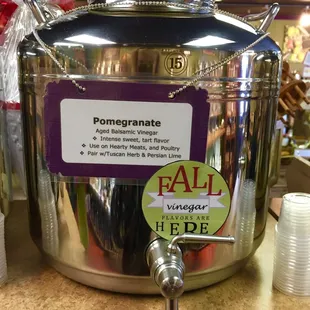 15
Pomegranate
Aged Balsamic Vinegar
❖ Intense sweet, tart flavor
❖ Use on Hearty Meats, and Poultry
❖ Pair w/Tuscan Herb & Persian Lime
FALL
vinegar
FLAVORS ARE
HERE